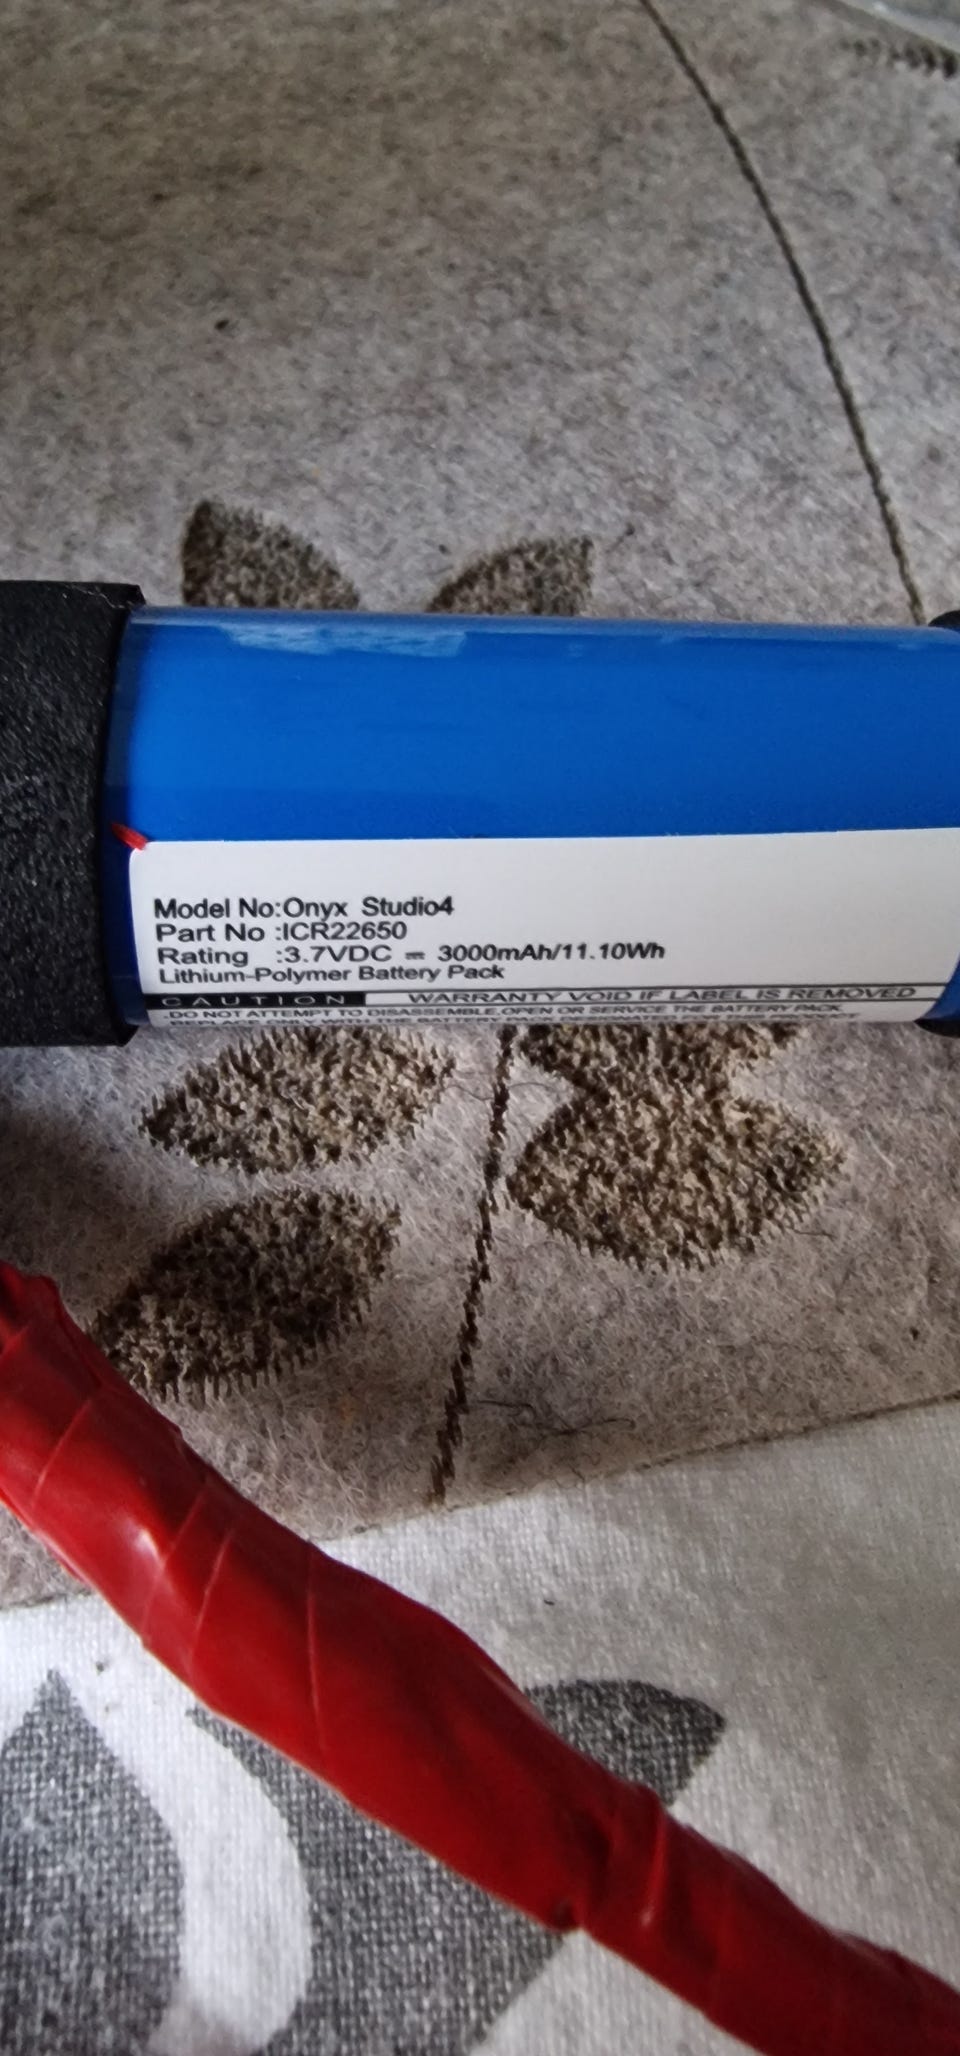 Model No:Onyx Studio4
Part No :ICR22650
Rating :3.7VDC ⎓ 3000mAh/11.10Wh
Lithium-Polymer Battery Pack
CAUTION WARRANTY VOID IF LABEL IS REMOVED
.DO NOT ATTEMPT TO DISASSEMBLE,OPEN OR SERVICE THE BATTERY PACK